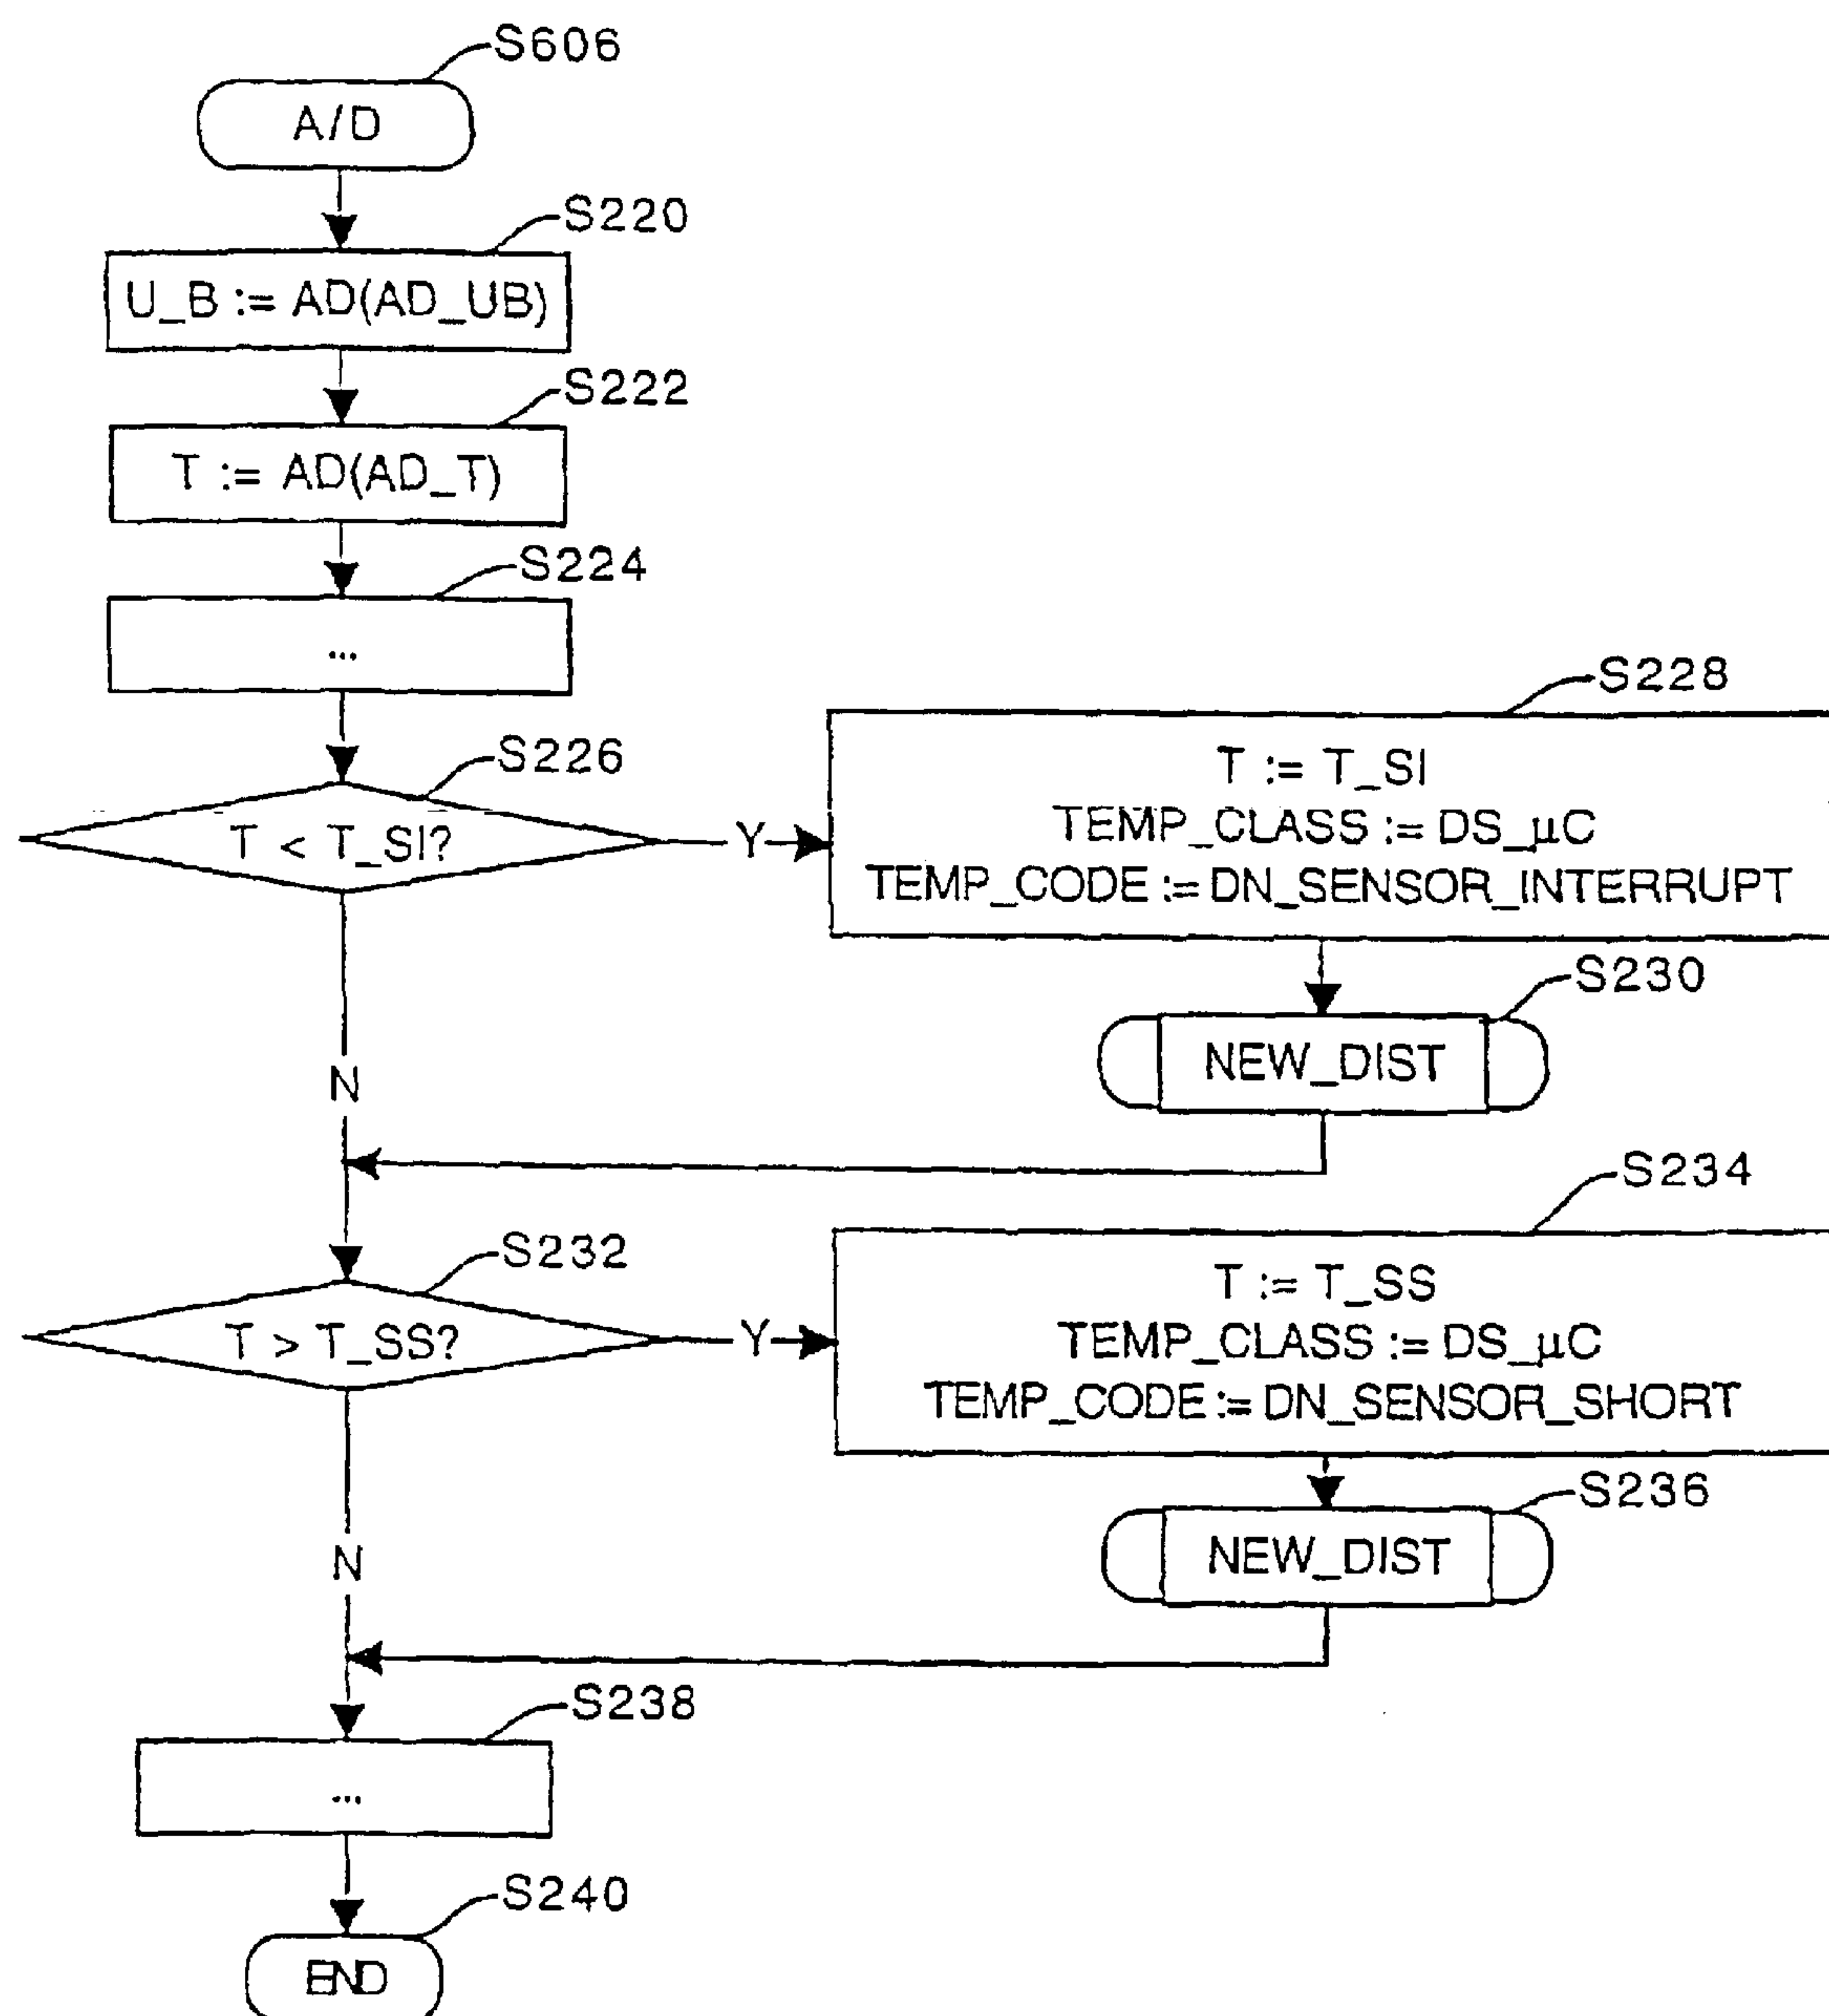 S606
A/D
S220
U_B := AD(AD_UB)
S222
T := AD(AD_T)
S224
...
S226
T < T_SI?
Y
N
S228
T := T_SI
TEMP_CLASS := DS_µC
TEMP_CODE := DN_SENSOR_INTERRUPT
S230
NEW_DIST
S232
T > T_SS?
Y
N
S234
T := T_SS
TEMP_CLASS := DS_µC
TEMP_CODE := DN_SENSOR_SHORT
S236
NEW_DIST
S238
...
S240
END